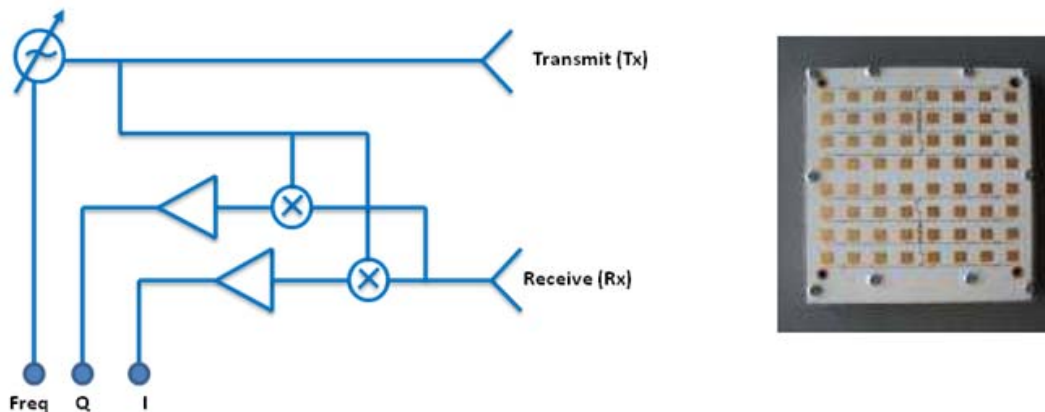 Transmit (Tx)
Receive (Rx)
Freq Q I